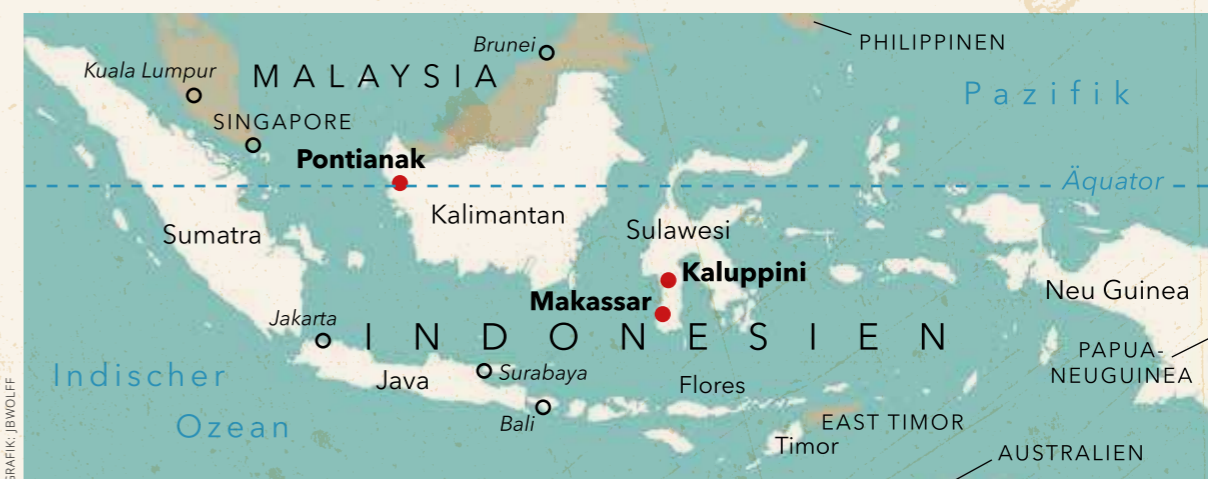 Brunei
PHILIPPINEN
Kuala Lumpur
MALAYSIA
Pazifik
SINGAPORE
Pontianak
Äquator
Kalimantan
Sumatra
Sulawesi
Kaluppini
Neu Guinea
Makassar
Jakarta
INDONESIEN
PAPUA-
NEUGUINEA
Indischer
Ozean
Java
Surabaya
Flores
Bali
EAST TIMOR
Timor
AUSTRALIEN
GRAFIK: JBWOLFF